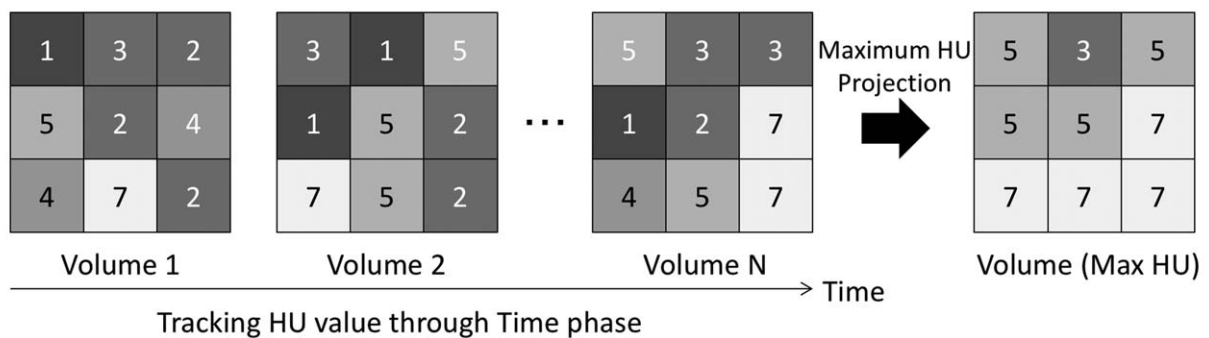 1 3 2 3 1 5 5 3 3 Maximum HU 5 3 5
Projection
5 2 4 1 5 2 ... 1 2 7 5 5 7
4 7 2 7 5 2 4 5 7 7 7 7
Volume 1 Volume 2 Volume N Volume (Max HU)
Time
Tracking HU value through Time phase